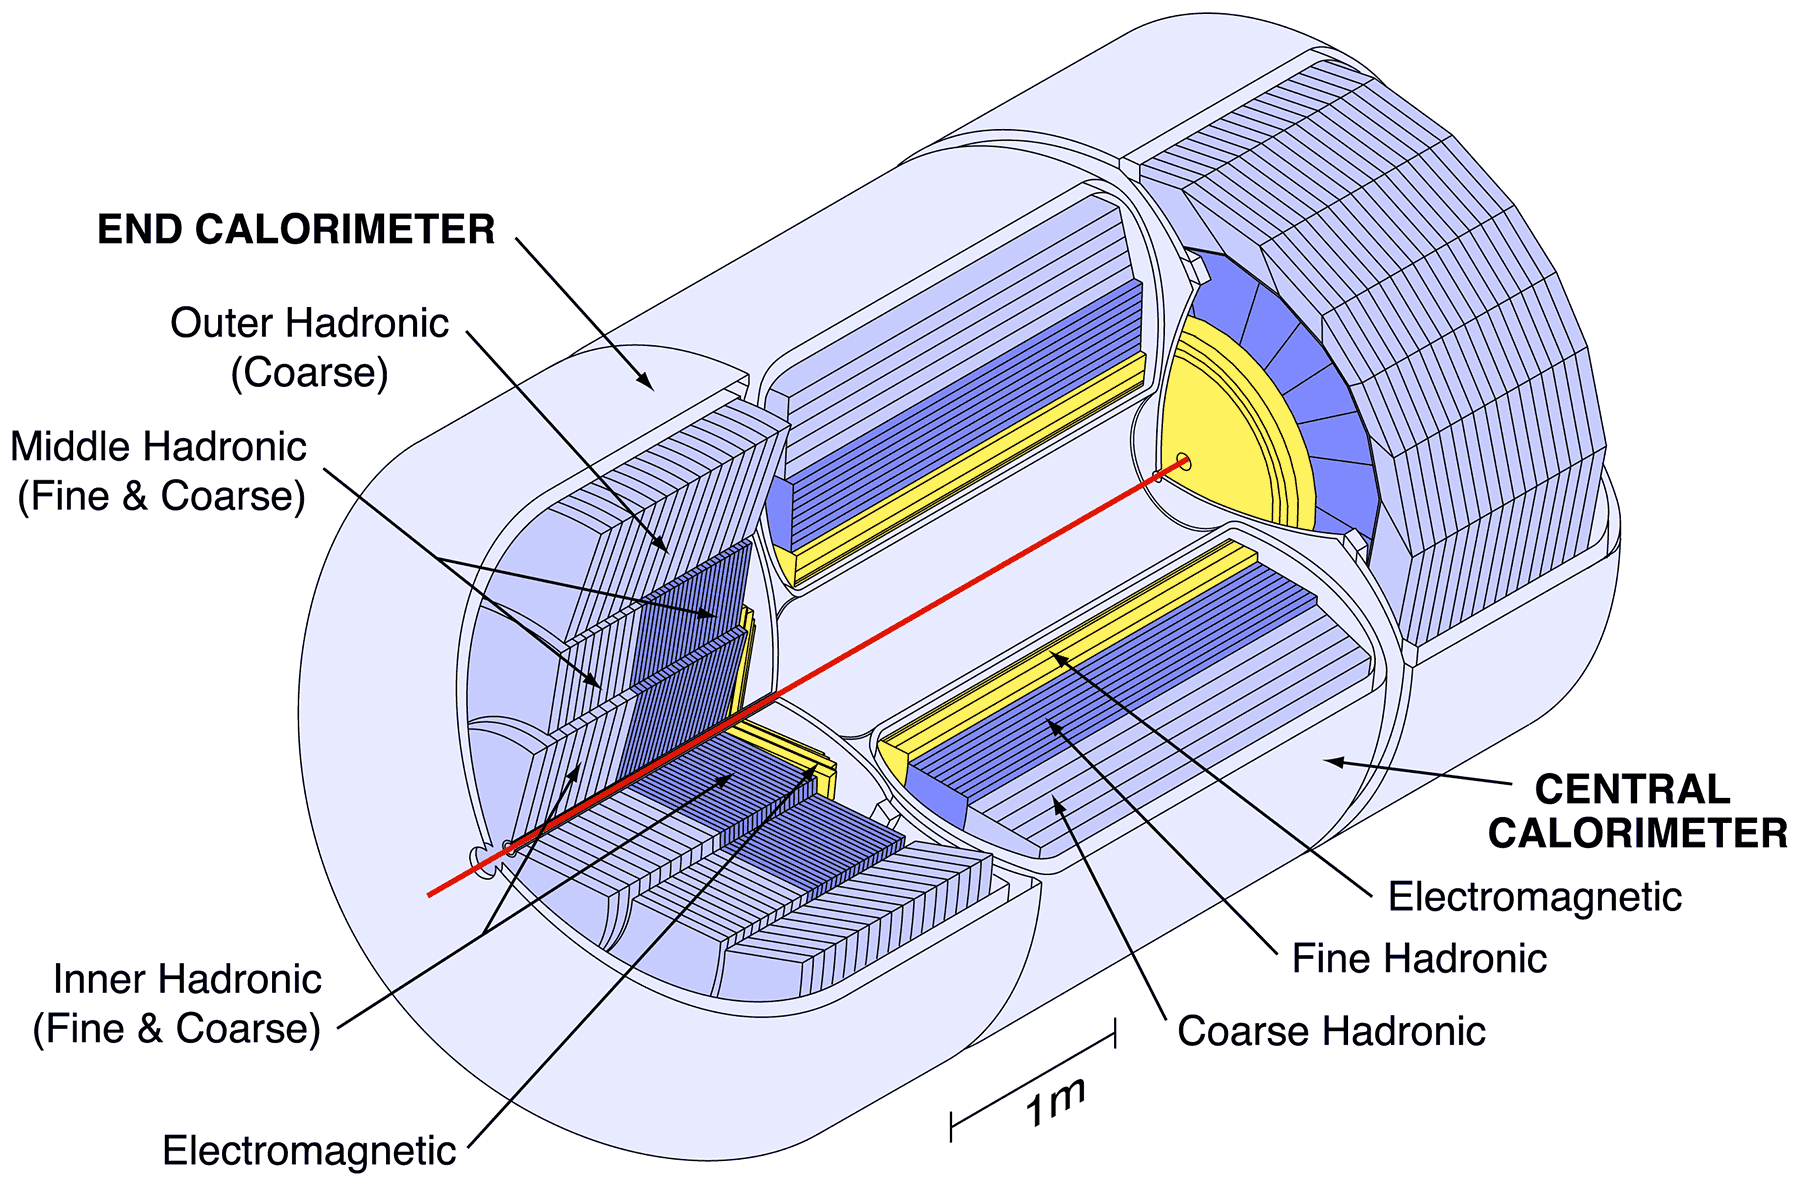 END CALORIMETER
Outer Hadronic
(Coarse)
Middle Hadronic
(Fine & Coarse)
Inner Hadronic
(Fine & Coarse)
Electromagnetic
CENTRAL
CALORIMETER
Electromagnetic
Fine Hadronic
Coarse Hadronic
1m